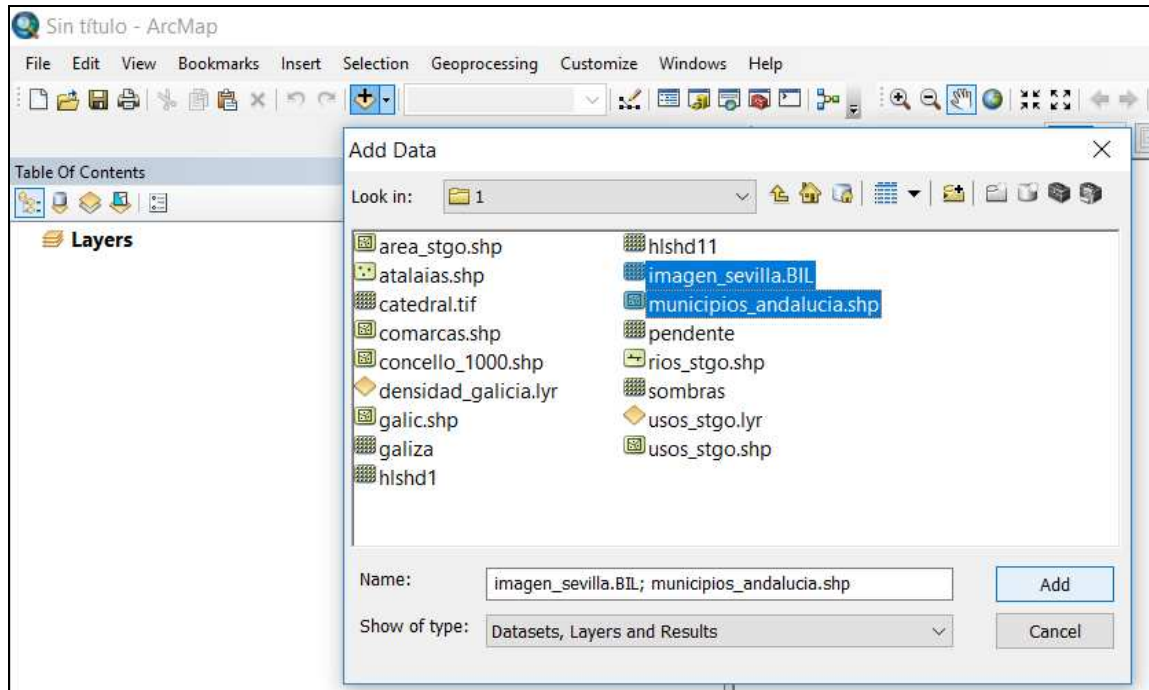 Sin título - ArcMap
File Edit View Bookmarks Insert Selection Geoprocessing Customize Windows Help
Table Of Contents
Layers
Add Data
Look in: 1
area_stgo.shp
atalaias.shp
catedral.tif
comarcas.shp
concello_1000.shp
densidad_galicia.lyr
galic.shp
galiza
hlshd1
hlshd11
imagen_sevilla.BIL
municipios_andalucia.shp
pendente
rios_stgo.shp
sombras
usos_stgo.lyr
usos_stgo.shp
Name: imagen_sevilla.BIL; municipios_andalucia.shp Add
Show of type: Datasets, Layers and Results Cancel